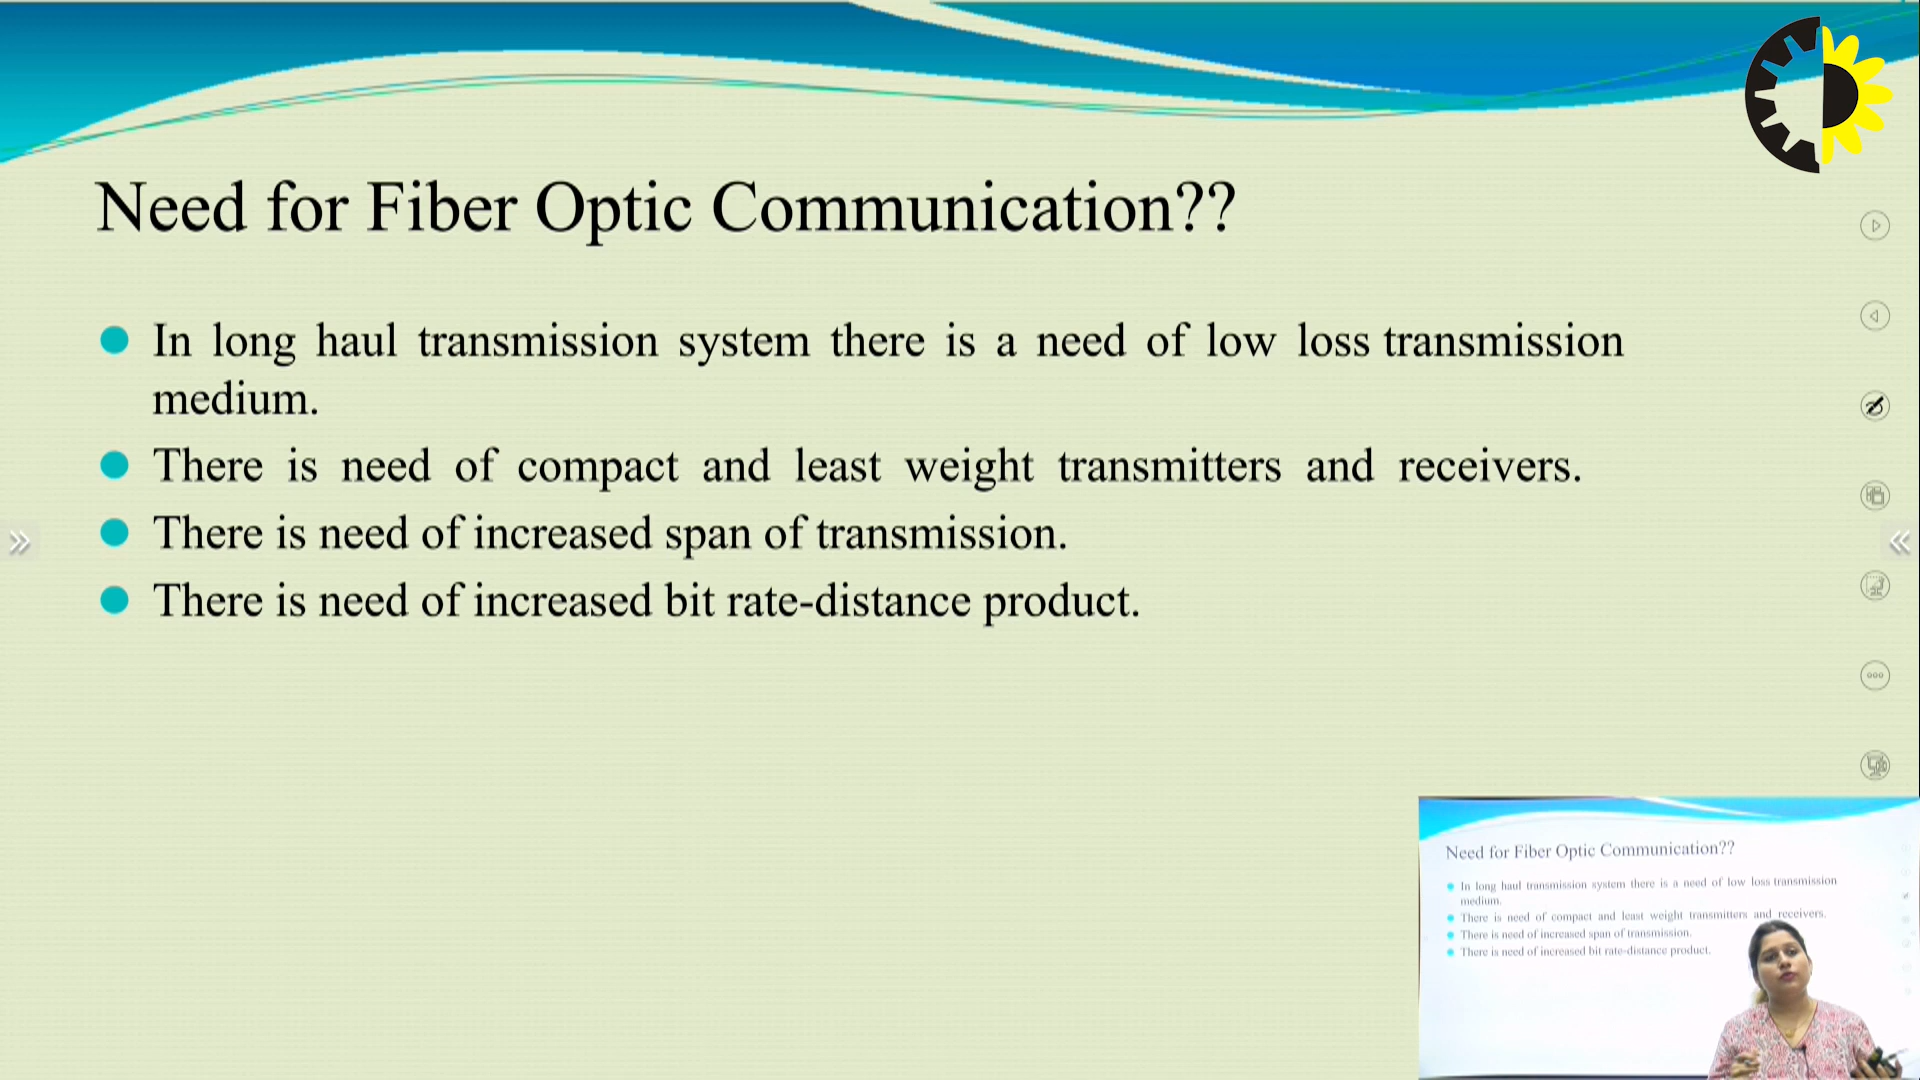 Need for Fiber Optic Communication??
In long haul transmission system there is a need of low loss transmission
medium.
There is need of compact and least weight transmitters and receivers.
There is need of increased span of transmission.
There is need of increased bit rate-distance product.
Need for Fiber Optic Communication??
In long haul transmission system there is a need of low loss transmission
medium.
There is need of compact and least weight transmitters and receivers.
There is need of increased span of transmission.
There is need of increased bit rate-distance product.